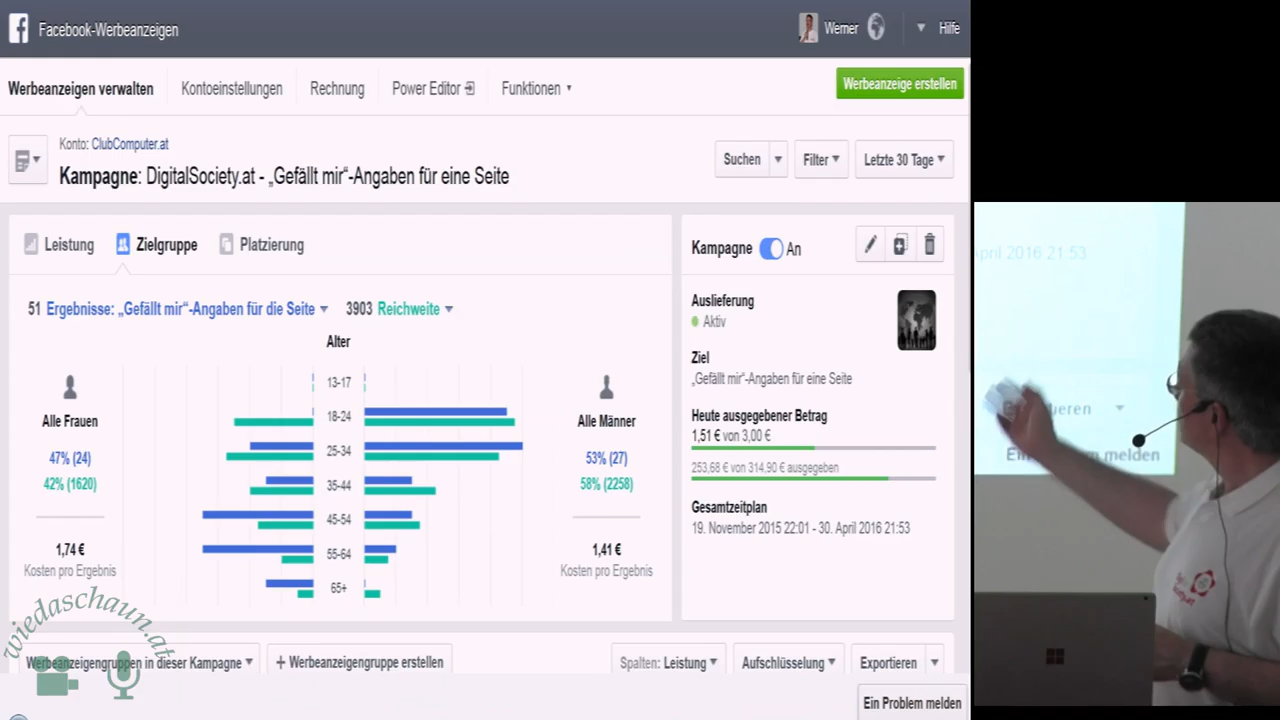 Facebook-Werbeanzeigen
Werner
Hilfe
Werbeanzeigen verwalten
Kontoeinstellungen
Rechnung
Power Editor
Funktionen
Werbeanzeige erstellen
Konto: ClubComputer.at
Kampagne: DigitalSociety.at - „Gefällt mir“-Angaben für eine Seite
Suchen
Filter
Letzte 30 Tage
Leistung
Zielgruppe
Platzierung
51 Ergebnisse: „Gefällt mir“-Angaben für die Seite
3903 Reichweite
Alter
13-17
18-24
25-34
35-44
45-54
55-64
65+
Alle Frauen
47% (24)
42% (1620)
1,74 €
Kosten pro Ergebnis
Alle Männer
53% (27)
58% (2258)
1,41 €
Kosten pro Ergebnis
Kampagne
An
Auslieferung
Aktiv
Ziel
„Gefällt mir“-Angaben für eine Seite
Heute ausgegebener Betrag
1,51 € von 3,00 €
253,68 € von 314,90 € ausgegeben
Gesamtzeitplan
19. November 2015 22:01 - 30. April 2016 21:53
Werbeanzeigengruppen in dieser Kampagne
+ Werbeanzeigengruppe erstellen
Spalten: Leistung
Aufschlüsselung
Exportieren
Ein Problem melden
wiedaschaun.at
April 2016 21:53
melden